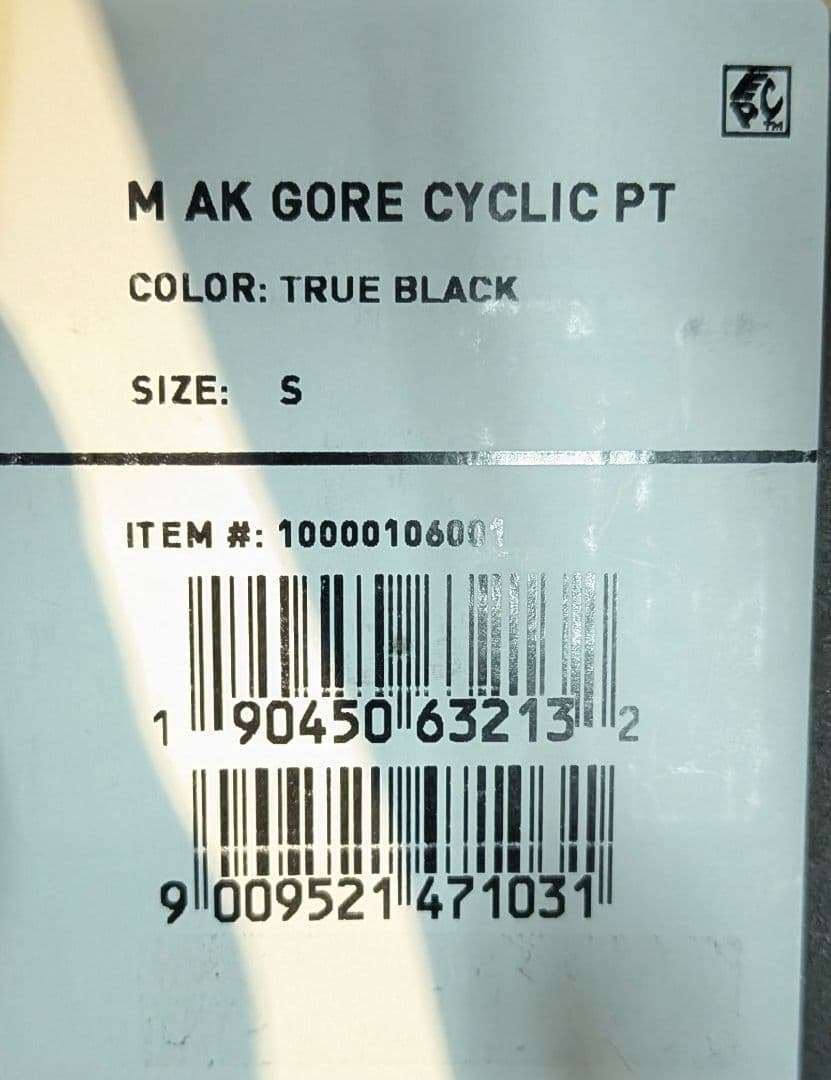 M AK GORE CYCLIC PT
COLOR: TRUE BLACK
SIZE: S
ITEM #: 10000106001
1 90450 63213 2
9 009521 471031